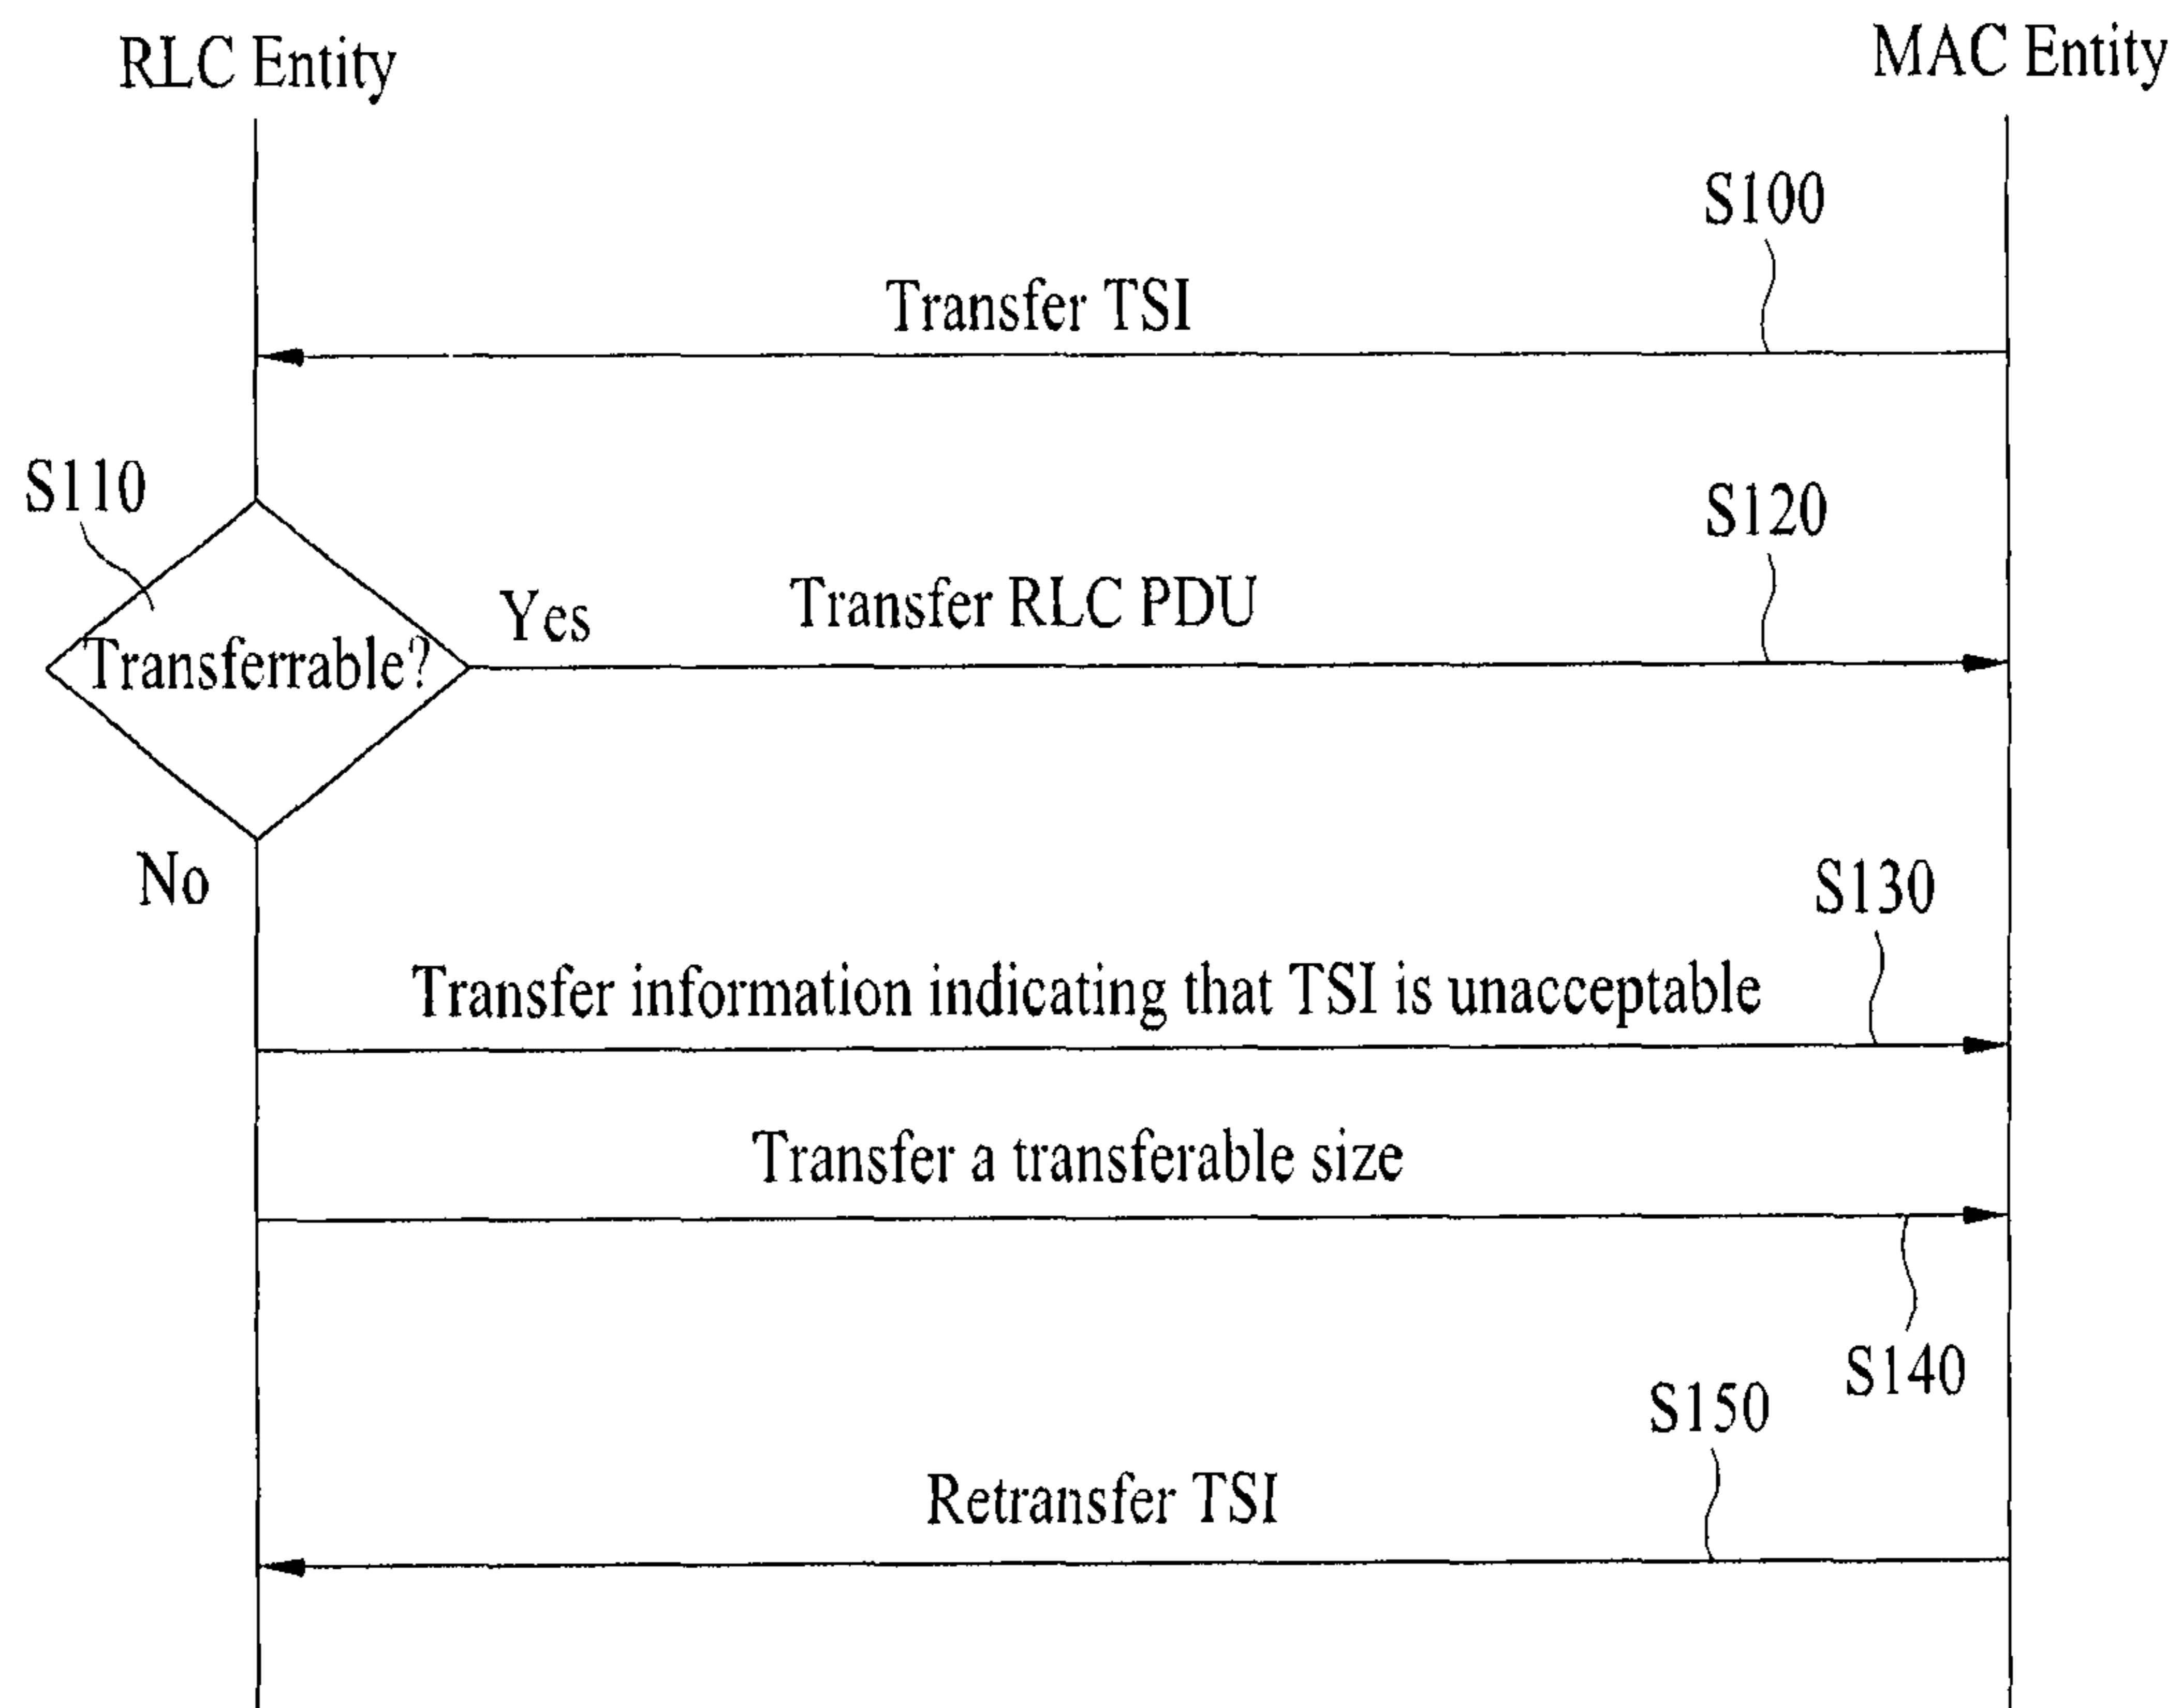 RLC Entity
MAC Entity
S100
Transfer TSI
S110
S120
Yes
Transfer RLC PDU
Transferrable?
No
S130
Transfer information indicating that TSI is unacceptable
Transfer a transferable size
S140
S150
Retransfer TSI